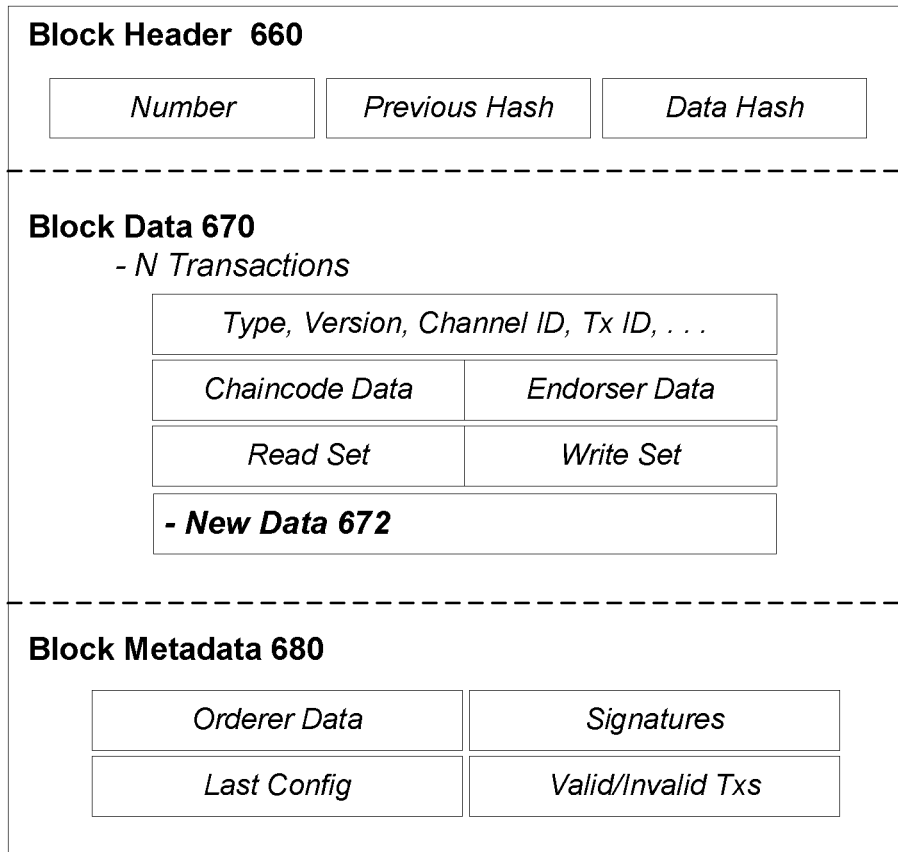 Block Header 660
Number Previous Hash Data Hash
Block Data 670
- N Transactions
Type, Version, Channel ID, Tx ID, . . .
Chaincode Data Endorser Data
Read Set Write Set
- New Data 672
Block Metadata 680
Orderer Data Signatures
Last Config Valid/Invalid Txs